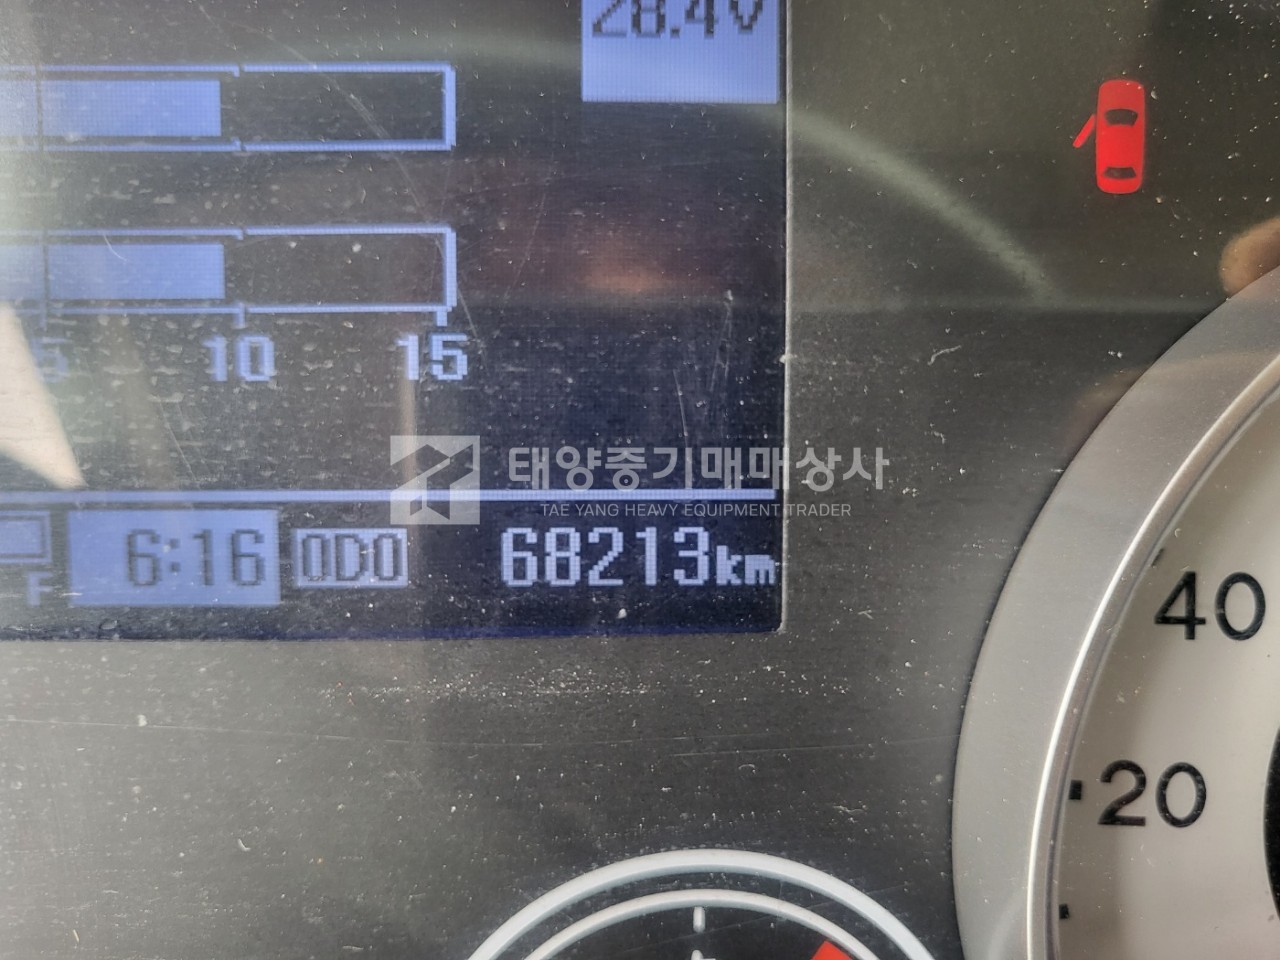 28.4V
5 10 15
태양중기매매상사
TAE YANG HEAVY EQUIPMENT TRADER
F 6:16 ODO 68213km
40
20